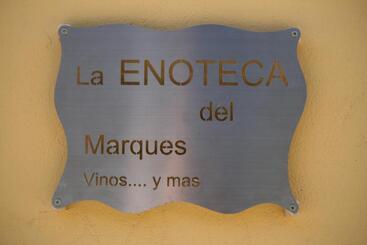 La ENOTECA
del
Marques
Vinos.... y mas